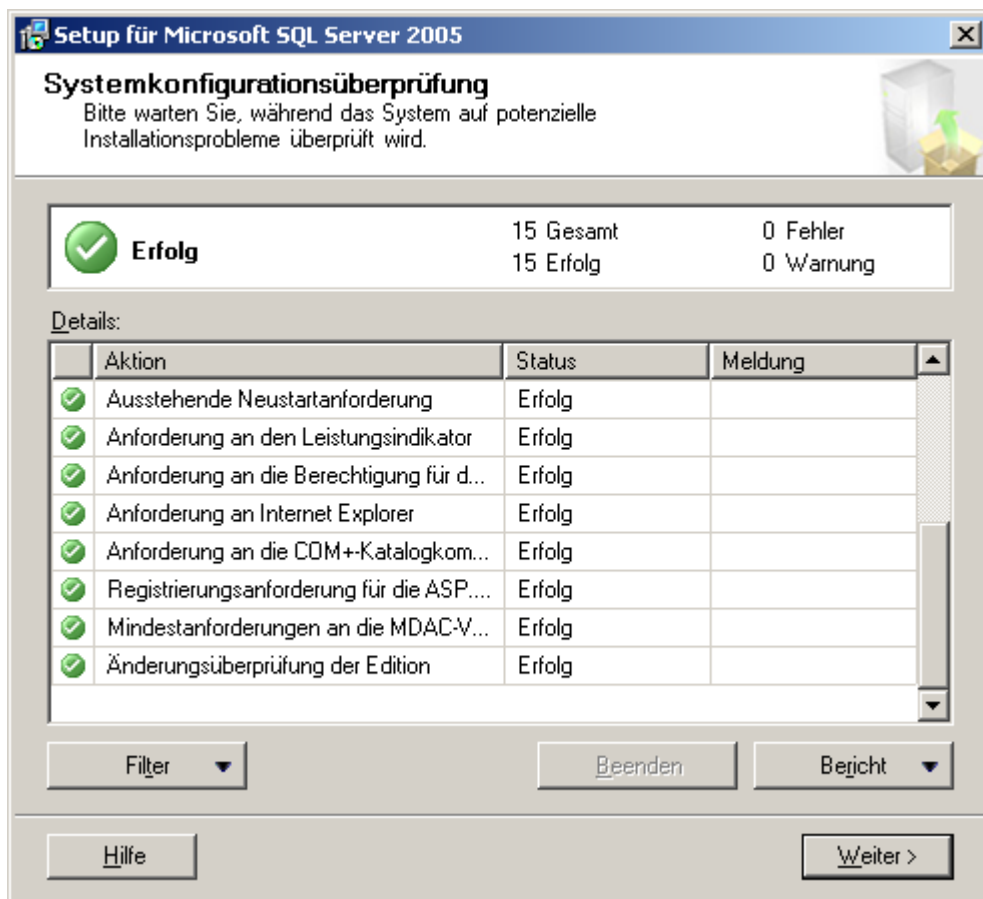 Setup für Microsoft SQL Server 2005
Systemkonfigurationsüberprüfung
Bitte warten Sie, während das System auf potenzielle
Installationsprobleme überprüft wird.
Erfolg
15 Gesamt 0 Fehler
15 Erfolg 0 Warnung
Details:
Aktion Status Meldung
Ausstehende Neustartanforderung Erfolg
Anforderung an den Leistungsindikator Erfolg
Anforderung an die Berechtigung für d... Erfolg
Anforderung an Internet Explorer Erfolg
Anforderung an die COM+-Katalogkom... Erfolg
Registrierungsanforderung für die ASP.... Erfolg
Mindestanforderungen an die MDAC-V... Erfolg
Änderungsüberprüfung der Edition Erfolg
Filter Beenden Bericht
Hilfe Weiter >